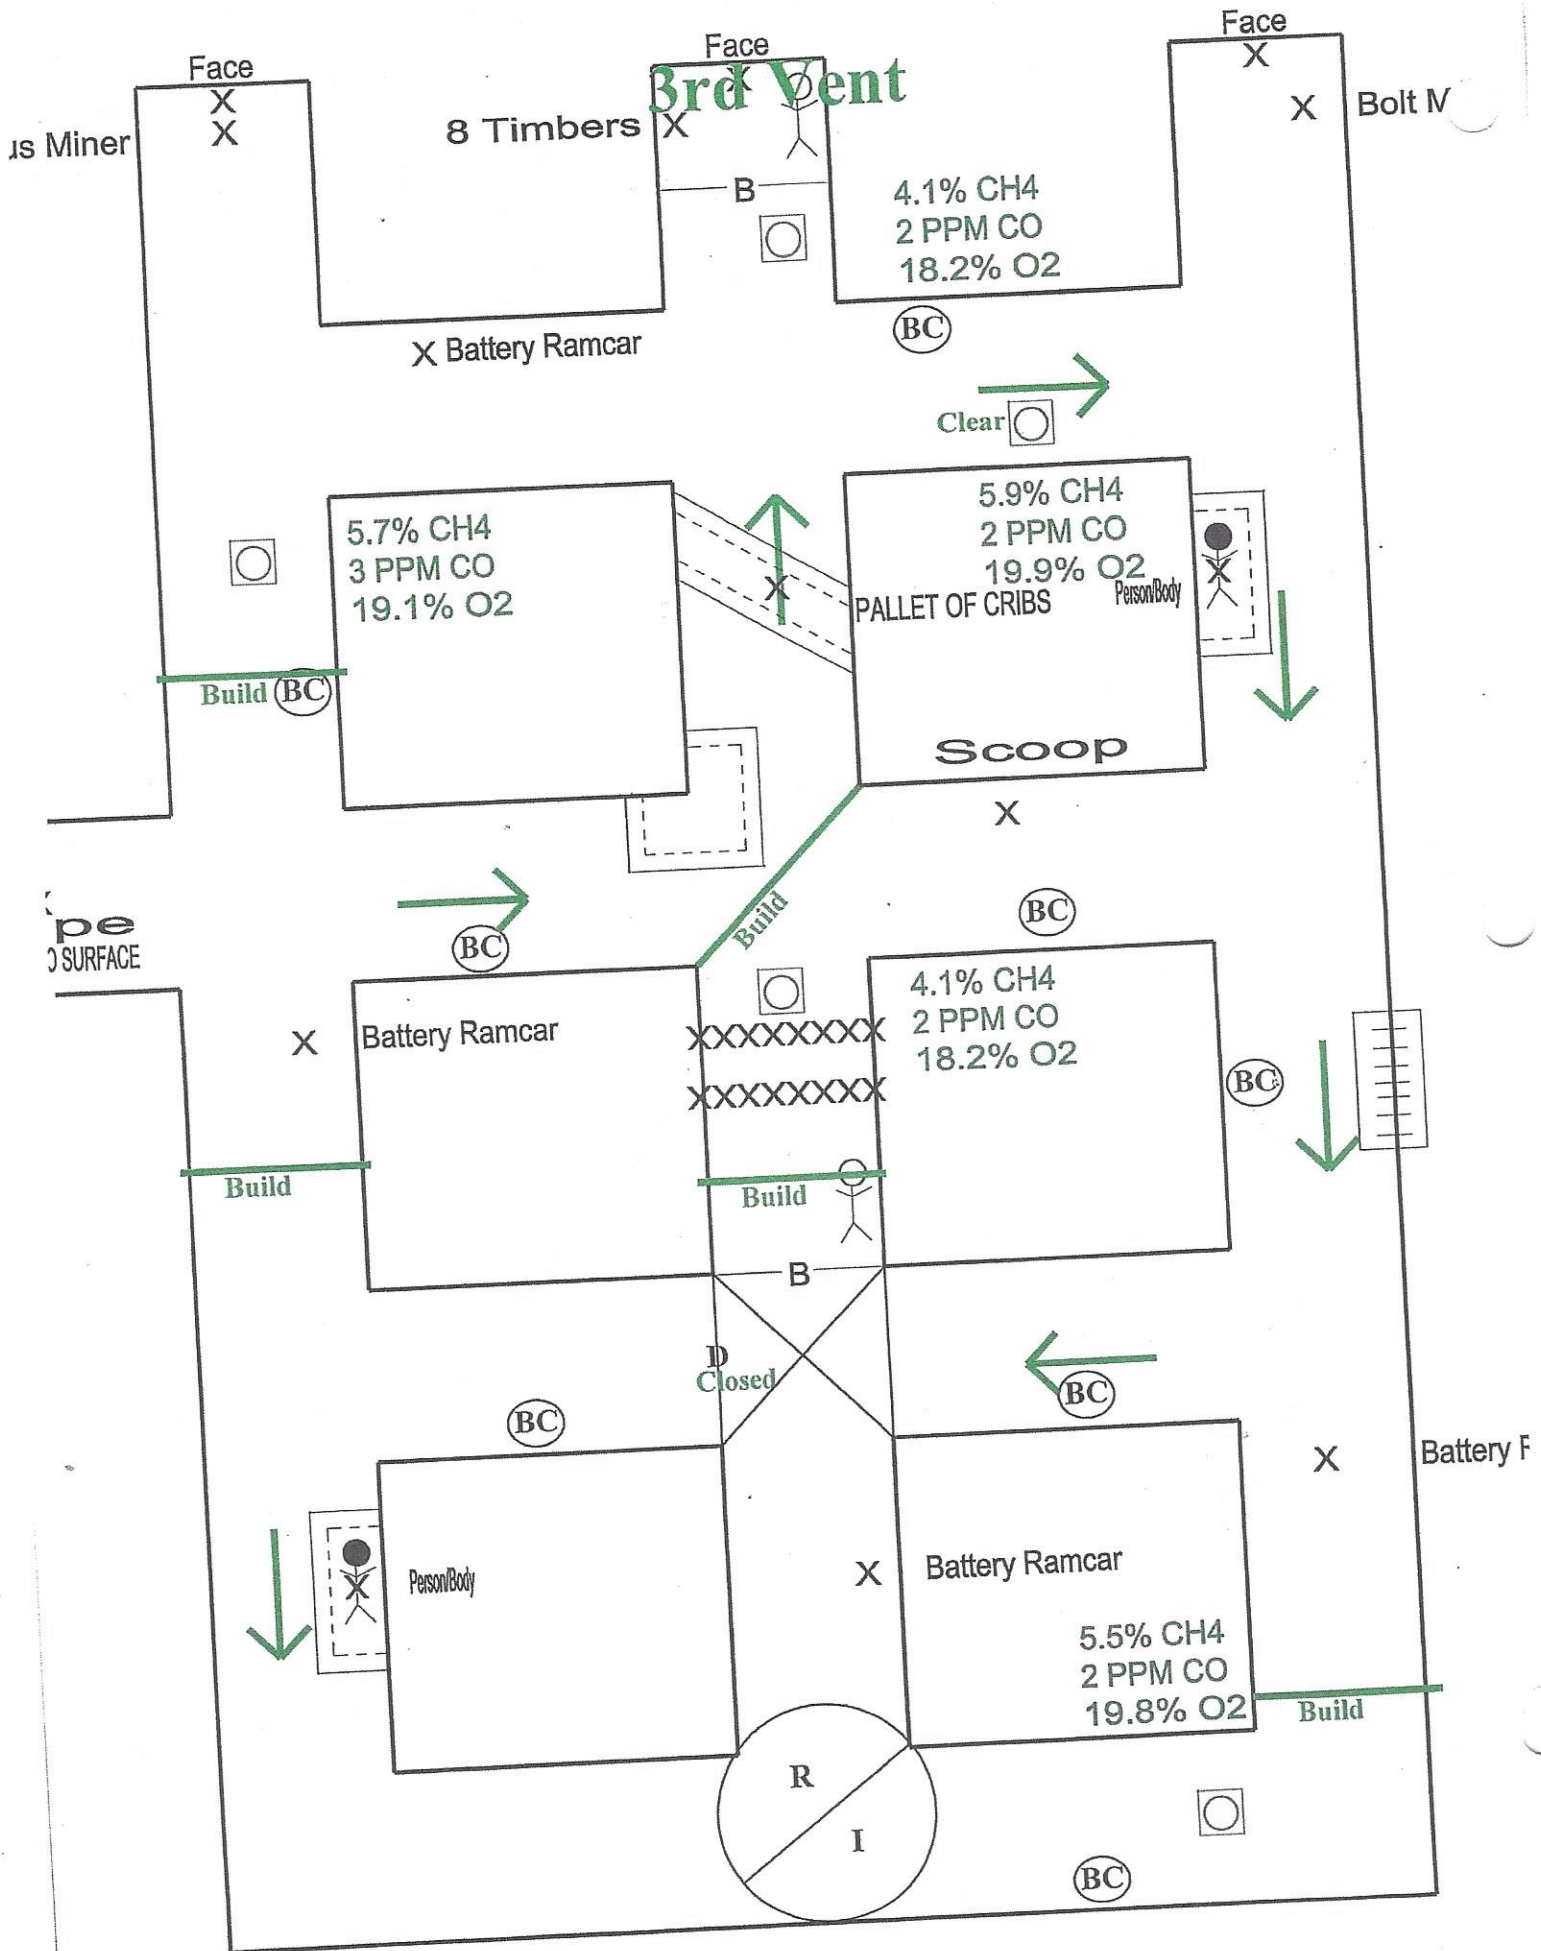 Face
Face
Face
3rd Vent
us Miner
8 Timbers X
X
X
X
X
X
Bolt M
B
4.1% CH4
2 PPM CO
18.2% O2
BC
X Battery Ramcar
Clear
5.7% CH4
3 PPM CO
19.1% O2
5.9% CH4
2 PPM CO
19.9% O2
X
PALLET OF CRIBS
Person/Body
X
Build
BC
Scoop
X
Build
BC
BC
pe
O SURFACE
4.1% CH4
2 PPM CO
18.2% O2
X
Battery Ramcar
XXXXXXXX
XXXXXXXX
BC
Build
Build
B
D
Closed
BC
BC
X
Battery
X
Person/Body
X
Battery Ramcar
5.5% CH4
2 PPM CO
19.8% O2
Build
R
I
BC